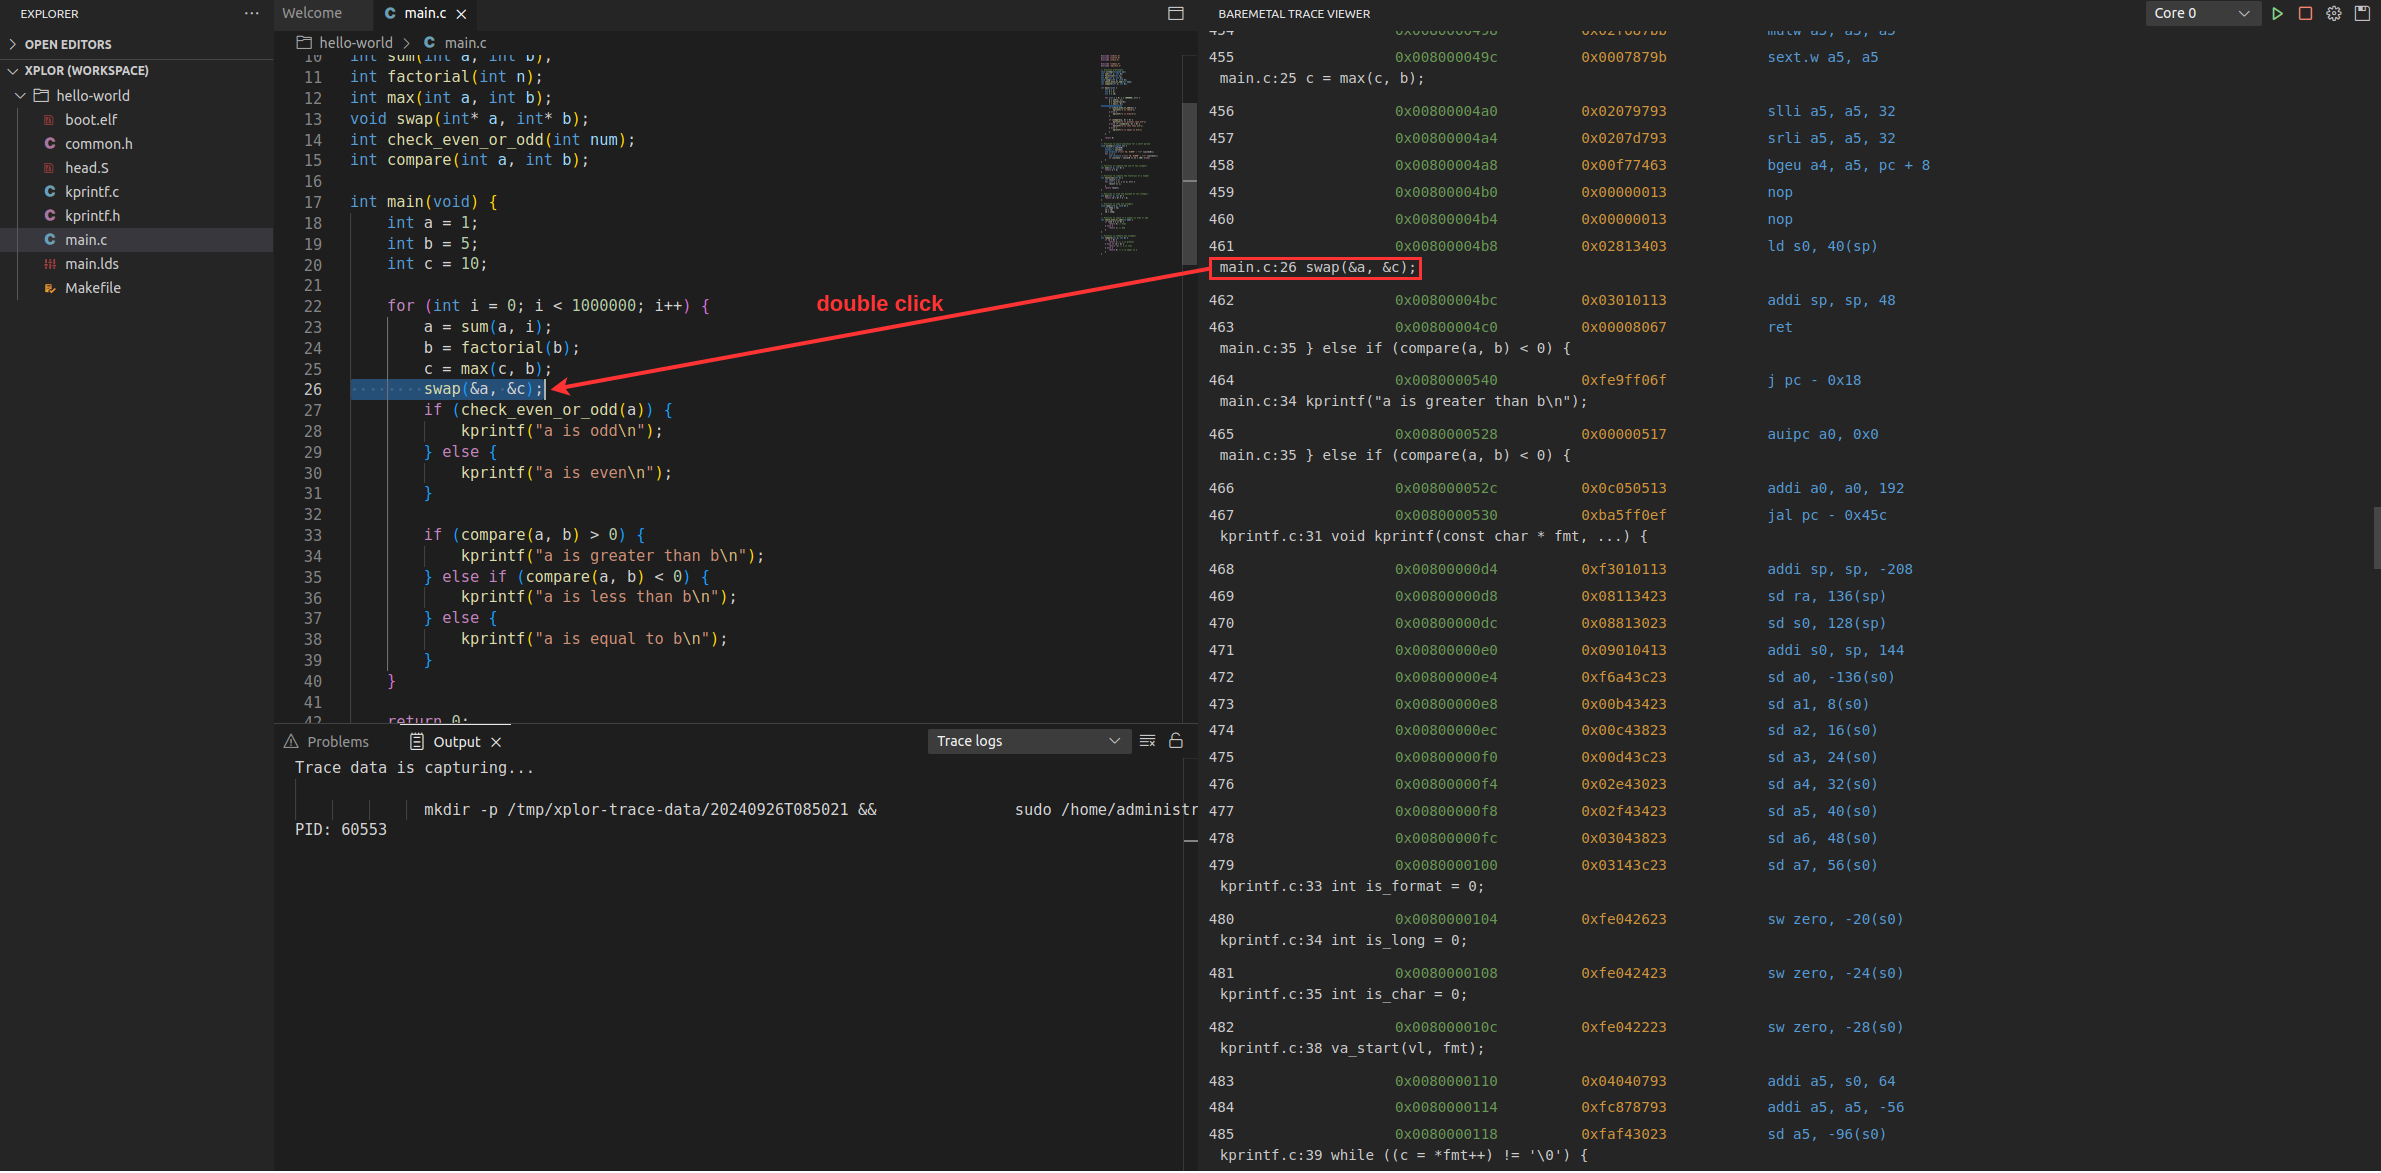 EXPLORER
OPEN EDITORS
XPLOR (WORKSPACE)
hello-world
boot.elf
common.h
head.S
kprintf.c
kprintf.h
main.c
main.lds
Makefile
Welcome
C main.c
hello-world > C main.c
10 int sum(int a, int b);
11 int factorial(int n);
12 int max(int a, int b);
13 void swap(int* a, int* b);
14 int check_even_or_odd(int num);
15 int compare(int a, int b);
16
17 int main(void) {
18 int a = 1;
19 int b = 5;
20 int c = 10;
21
22 for (int i = 0; i < 1000000; i++) {
23 a = sum(a, i);
24 b = factorial(b);
25 c = max(c, b);
26 swap(&a, &c);
27 if (check_even_or_odd(a)) {
28 kprintf("a is odd\n");
29 } else {
30 kprintf("a is even\n");
31 }
32
33 if (compare(a, b) > 0) {
34 kprintf("a is greater than b\n");
35 } else if (compare(a, b) < 0) {
36 kprintf("a is less than b\n");
37 } else {
38 kprintf("a is equal to b\n");
39 }
40 }
41
42 return 0;
double click
Problems
Output
Trace logs
Trace data is capturing...
mkdir -p /tmp/xplor-trace-data/20240926T085021 && sudo /home/administr
PID: 60553
BAREMETAL TRACE VIEWER
Core 0
454 0x0080000498 0x02f687bb mulw a5, a3, a5
455 0x008000049c 0x0007879b sext.w a5, a5
main.c:25 c = max(c, b);
456 0x00800004a0 0x02079793 slli a5, a5, 32
457 0x00800004a4 0x0207d793 srli a5, a5, 32
458 0x00800004a8 0x00f77463 bgeu a4, a5, pc + 8
459 0x00800004b0 0x00000013 nop
460 0x00800004b4 0x00000013 nop
461 0x00800004b8 0x02813403 ld s0, 40(sp)
main.c:26 swap(&a, &c);
462 0x00800004bc 0x03010113 addi sp, sp, 48
463 0x00800004c0 0x00008067 ret
main.c:35 } else if (compare(a, b) < 0) {
464 0x0080000540 0xfe9ff06f j pc - 0x18
main.c:34 kprintf("a is greater than b\n");
465 0x0080000528 0x00000517 auipc a0, 0x0
main.c:35 } else if (compare(a, b) < 0) {
466 0x008000052c 0x0c050513 addi a0, a0, 192
467 0x0080000530 0xba5ff0ef jal pc - 0x45c
kprintf.c:31 void kprintf(const char * fmt, ...) {
468 0x00800000d4 0xf3010113 addi sp, sp, -208
469 0x00800000d8 0x08113423 sd ra, 136(sp)
470 0x00800000dc 0x08813023 sd s0, 128(sp)
471 0x00800000e0 0x09010413 addi s0, sp, 144
472 0x00800000e4 0xf6a43c23 sd a0, -136(s0)
473 0x00800000e8 0x00b43423 sd a1, 8(s0)
474 0x00800000ec 0x00c43823 sd a2, 16(s0)
475 0x00800000f0 0x00d43c23 sd a3, 24(s0)
476 0x00800000f4 0x02e43023 sd a4, 32(s0)
477 0x00800000f8 0x02f43423 sd a5, 40(s0)
478 0x00800000fc 0x03043823 sd a6, 48(s0)
479 0x0080000100 0x03143c23 sd a7, 56(s0)
kprintf.c:33 int is_format = 0;
480 0x0080000104 0xfe042623 sw zero, -20(s0)
kprintf.c:34 int is_long = 0;
481 0x0080000108 0xfe042423 sw zero, -24(s0)
kprintf.c:35 int is_char = 0;
482 0x008000010c 0xfe042223 sw zero, -28(s0)
kprintf.c:38 va_start(vl, fmt);
483 0x0080000110 0x04040793 addi a5, s0, 64
484 0x0080000114 0xfc878793 addi a5, a5, -56
485 0x0080000118 0xfaf43023 sd a5, -96(s0)
kprintf.c:39 while ((c = *fmt++) != '\0') {